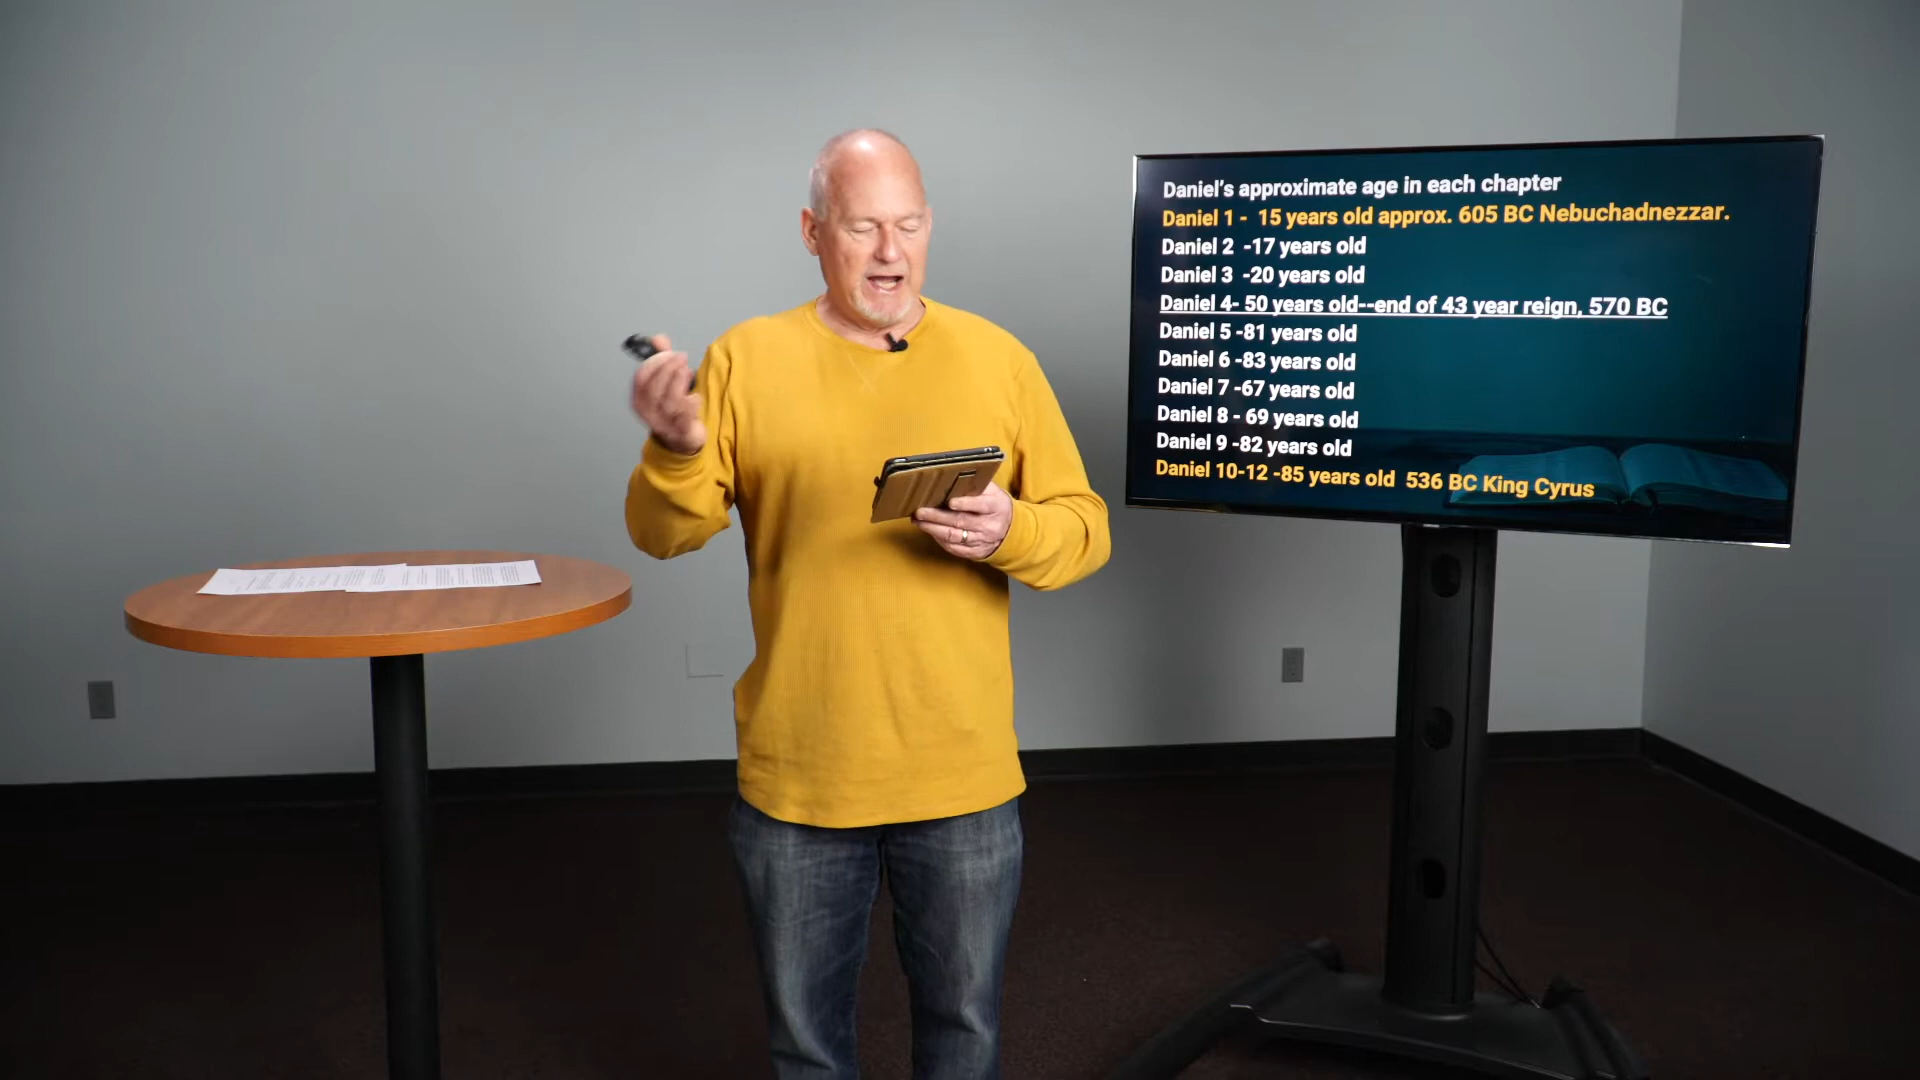 Daniel's approximate age in each chapter
Daniel 1 - 15 years old approx. 605 BC Nebuchadnezzar.
Daniel 2 -17 years old
Daniel 3 -20 years old
Daniel 4- 50 years old--end of 43 year reign, 570 BC
Daniel 5 -81 years old
Daniel 6 -83 years old
Daniel 7 -67 years old
Daniel 8 - 69 years old
Daniel 9 -82 years old
Daniel 10-12 -85 years old 536 BC King Cyrus